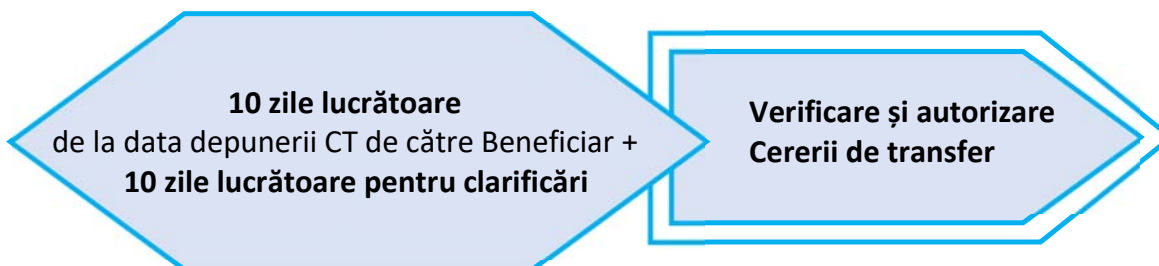 10 zile lucrătoare
de la data depunerii CT de către Beneficiar +
10 zile lucrătoare pentru clarificări
Verificare și autorizare
Cererii de transfer